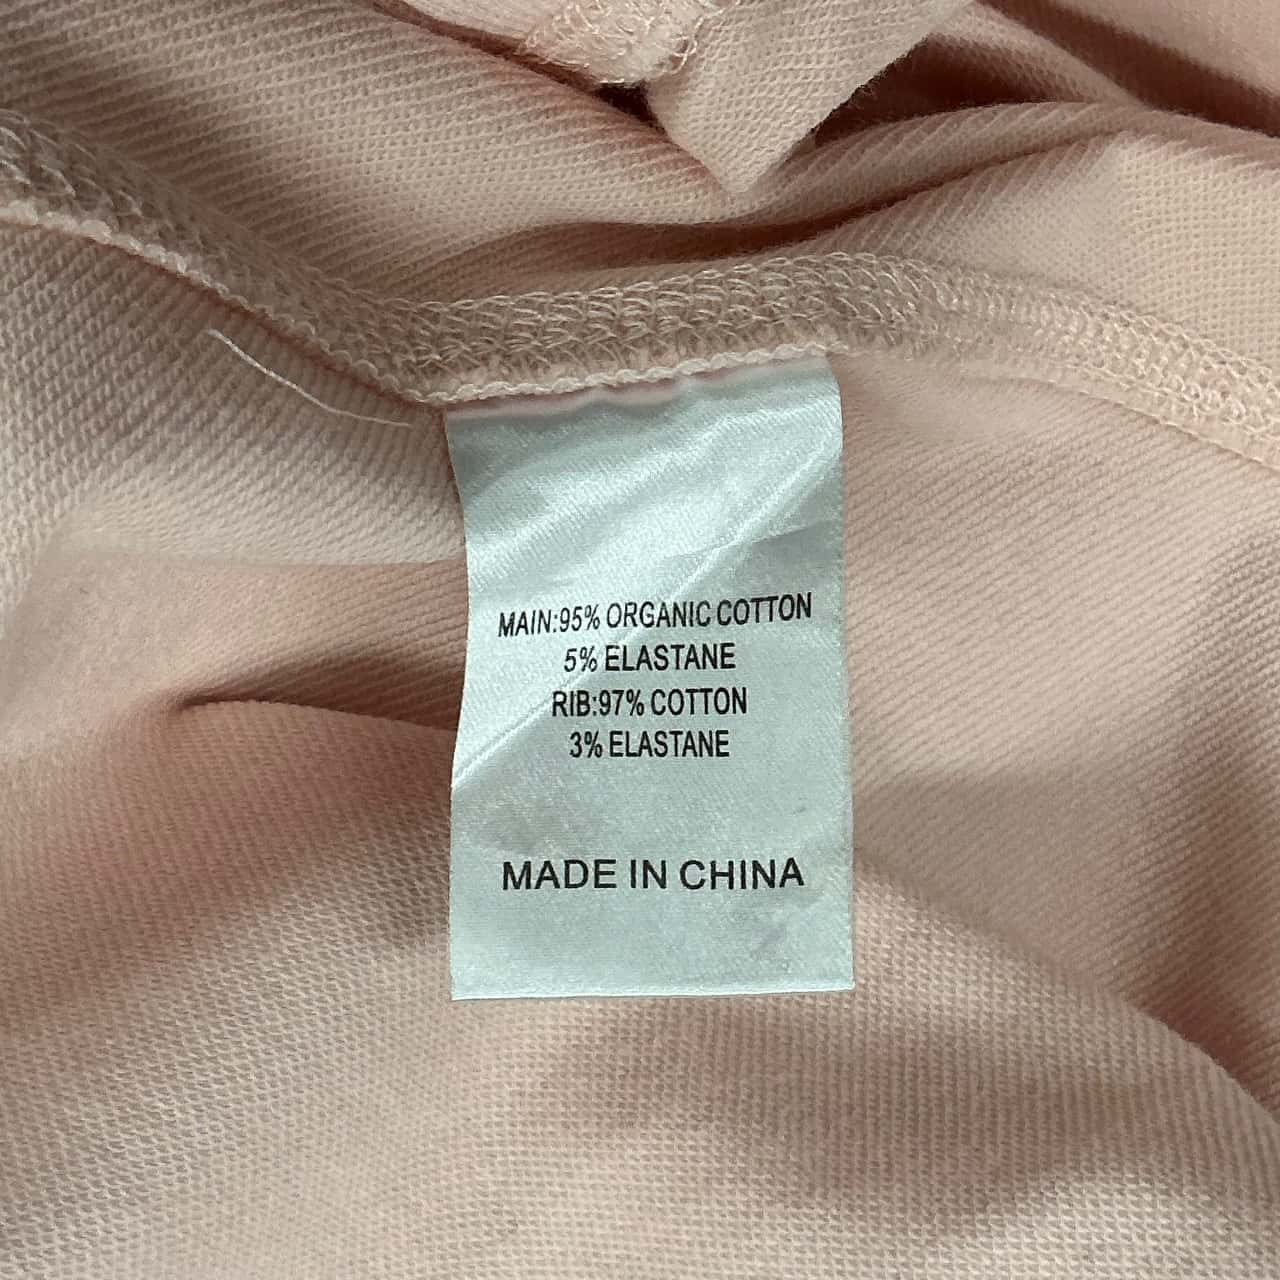 MAIN:95% ORGANIC COTTON
5% ELASTANE
RIB:97% COTTON
3% ELASTANE
MADE IN CHINA